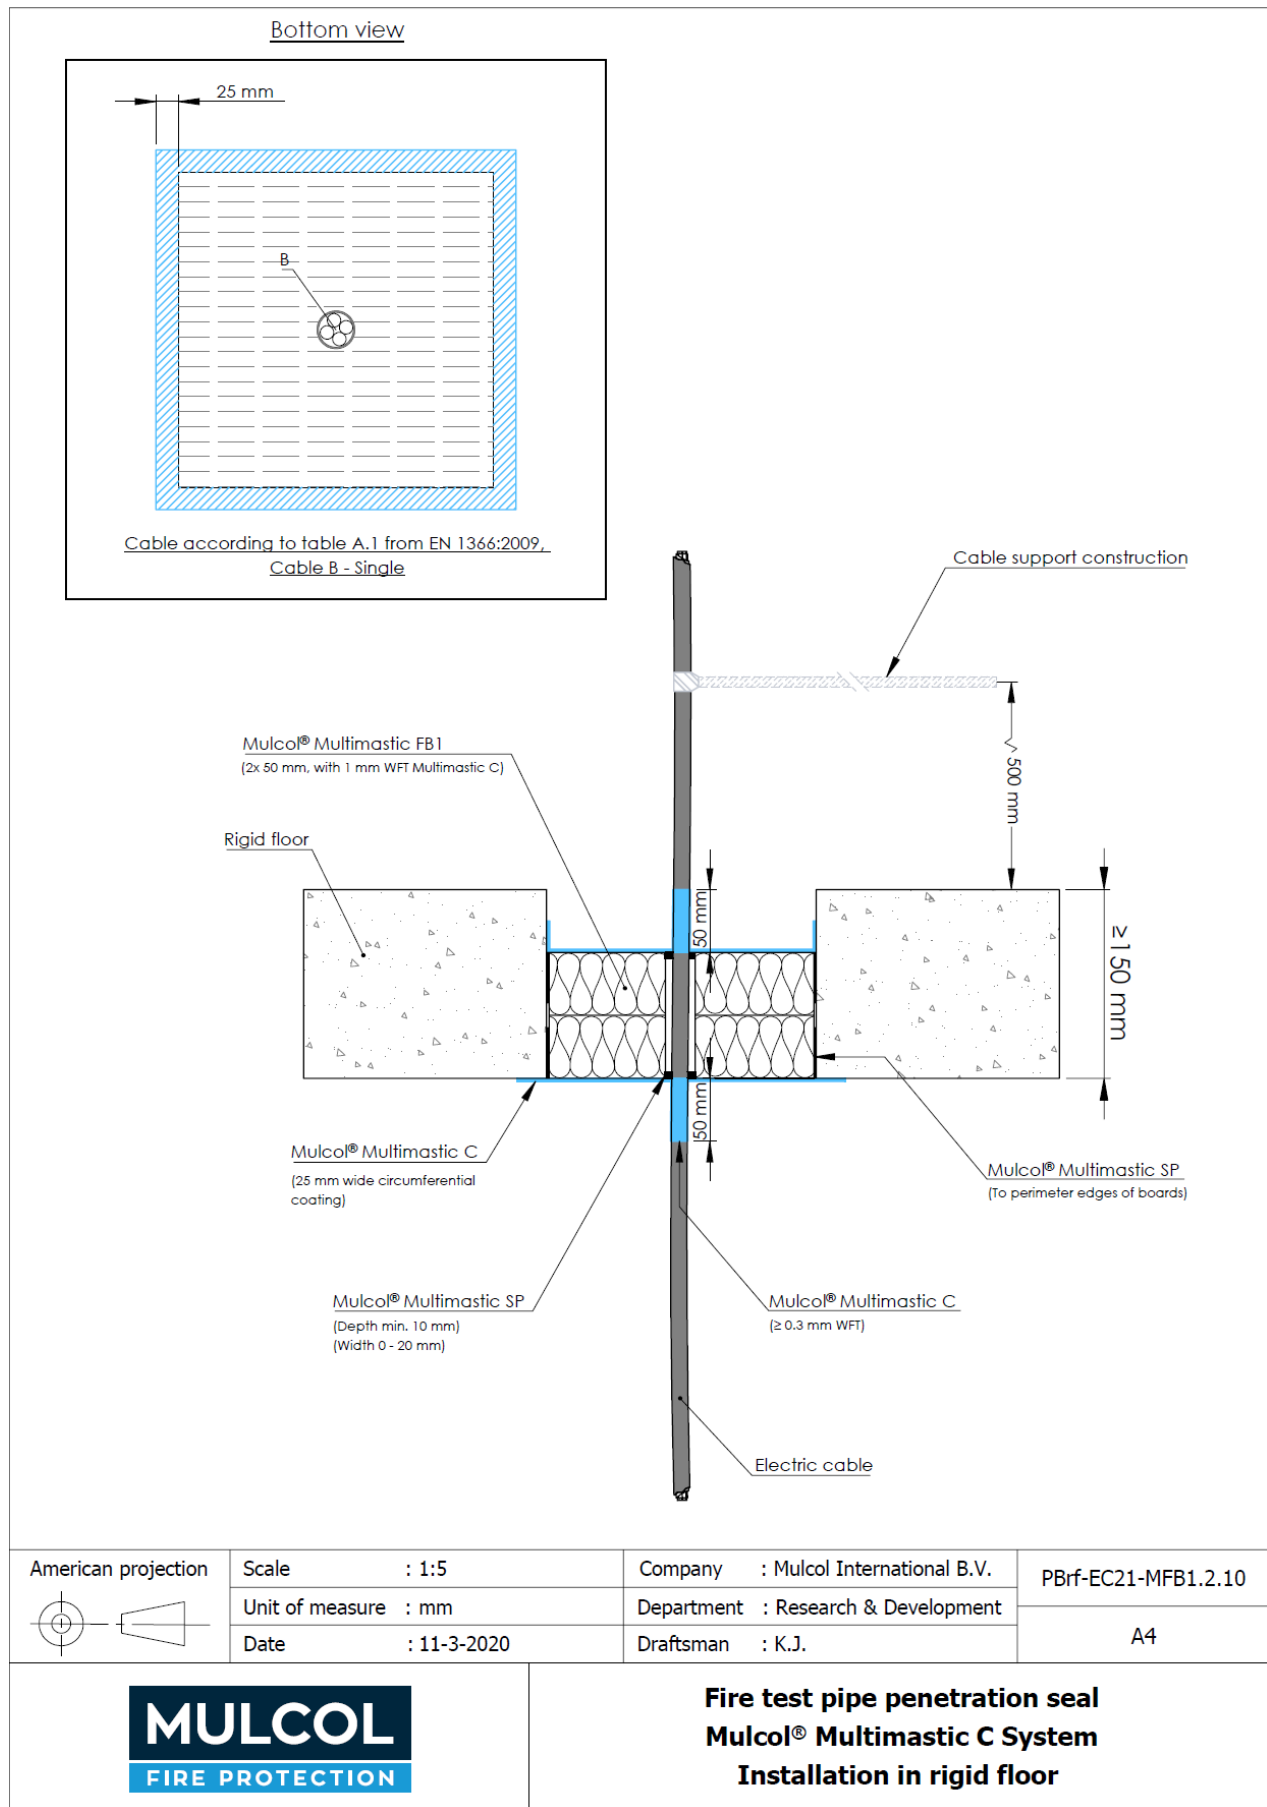 Bottom view
25 mm
B
Cable according to table A.1 from EN 1366:2009,
Cable B - Single
Cable support construction
500 mm
Mulcol® Multimastic FB1
(2x 50 mm, with 1 mm WFT Multimastic C)
Rigid floor
50 mm
≥150 mm
50 mm
Mulcol® Multimastic C
(25 mm wide circumferential
coating)
Mulcol® Multimastic SP
(To perimeter edges of boards)
Mulcol® Multimastic SP
(Depth min. 10 mm)
(Width 0 - 20 mm)
Mulcol® Multimastic C
(≥ 0.3 mm WFT)
Electric cable
American projection
Scale : 1:5
Unit of measure : mm
Date : 11-3-2020
Company : Mulcol International B.V.
Department : Research & Development
Draftsman : K.J.
PBrf-EC21-MFB1.2.10
A4
MULCOL
FIRE PROTECTION
Fire test pipe penetration seal
Mulcol® Multimastic C System
Installation in rigid floor